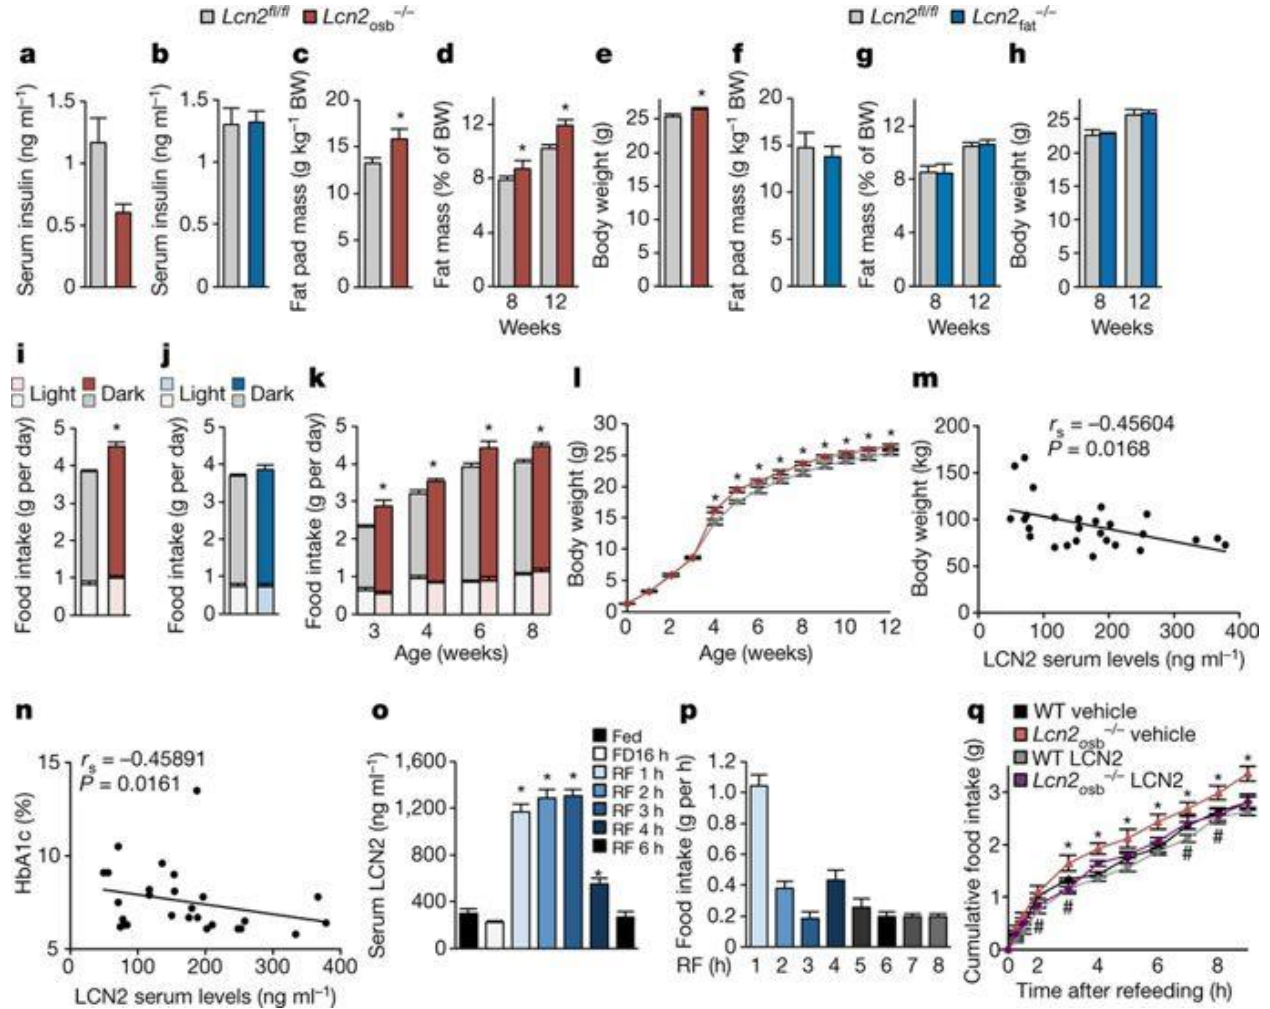 Lcn2fl/fl Lcn2osb−/−
Lcn2fl/fl Lcn2fat−/−
a
Serum insulin (ng ml−1)
1.5
1
0.5
0
b
Serum insulin (ng ml−1)
1.5
1
0.5
0
c
Fat pad mass (g kg−1 BW)
20
15
10
5
0
*
d
Fat mass (% of BW)
12
8
4
0
* *
8 12
Weeks
e
Body weight (g)
25
20
15
10
5
0
*
f
Fat pad mass (g kg−1 BW)
20
15
10
5
0
g
Fat mass (% of BW)
12
8
4
0
8 12
Weeks
h
Body weight (g)
25
20
15
10
5
0
8 12
Weeks
i
Light Dark
Food intake (g per day)
5
4
3
2
1
0
*
j
Light Dark
Food intake (g per day)
5
4
3
2
1
0
k
Food intake (g per day)
5
4
3
2
1
0
* * * *
3 4 6 8
Age (weeks)
l
Body weight (g)
30
25
20
15
10
5
0
* * * * * * * * *
0 2 4 6 8 10 12
Age (weeks)
m
Body weight (kg)
200
150
100
50
0
rs = −0.45604
P = 0.0168
0 100 200 300 400
LCN2 serum levels (ng ml−1)
n
HbA1c (%)
15
10
5
rs = −0.45891
P = 0.0161
0 100 200 300 400
LCN2 serum levels (ng ml−1)
o
Serum LCN2 (ng ml−1)
1,600
1,200
800
400
0
* * * *
Fed
FD16 h
RF 1 h
RF 2 h
RF 3 h
RF 4 h
RF 6 h
p
Food intake (g per h)
1.2
1.0
0.8
0.6
0.4
0.2
0
RF (h) 1 2 3 4 5 6 7 8
q
WT vehicle
Lcn2osb−/− vehicle
WT LCN2
Lcn2osb−/− LCN2
Cumulative food intake (g)
3
2
1
0
* * * * * * *
# # # #
0 2 4 6 8
Time after refeeding (h)